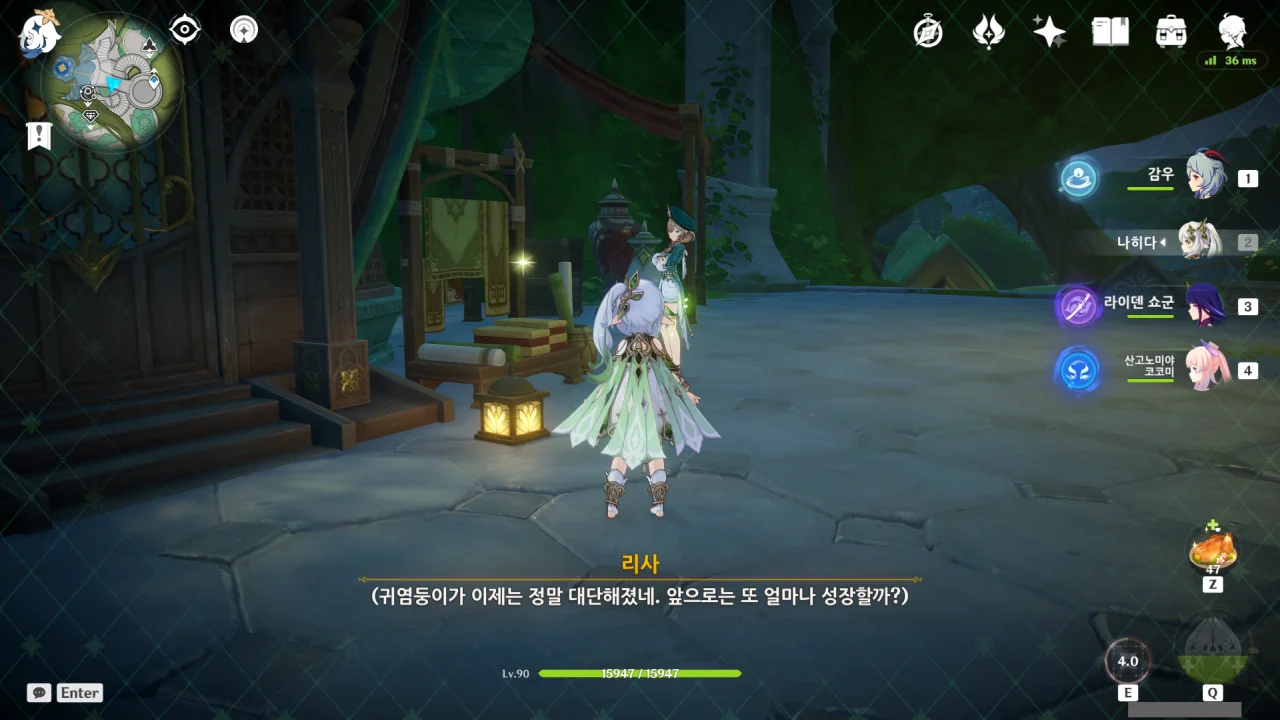 N
36 ms
감우
1
나히다
2
라이덴 쇼군
3
산고노미야
코코미
4
리사
(귀염둥이가 이제는 정말 대단해졌네. 앞으로는 또 얼마나 성장할까?)
47
Z
4.0
E
Q
Lv.90
15947 / 15947
Enter